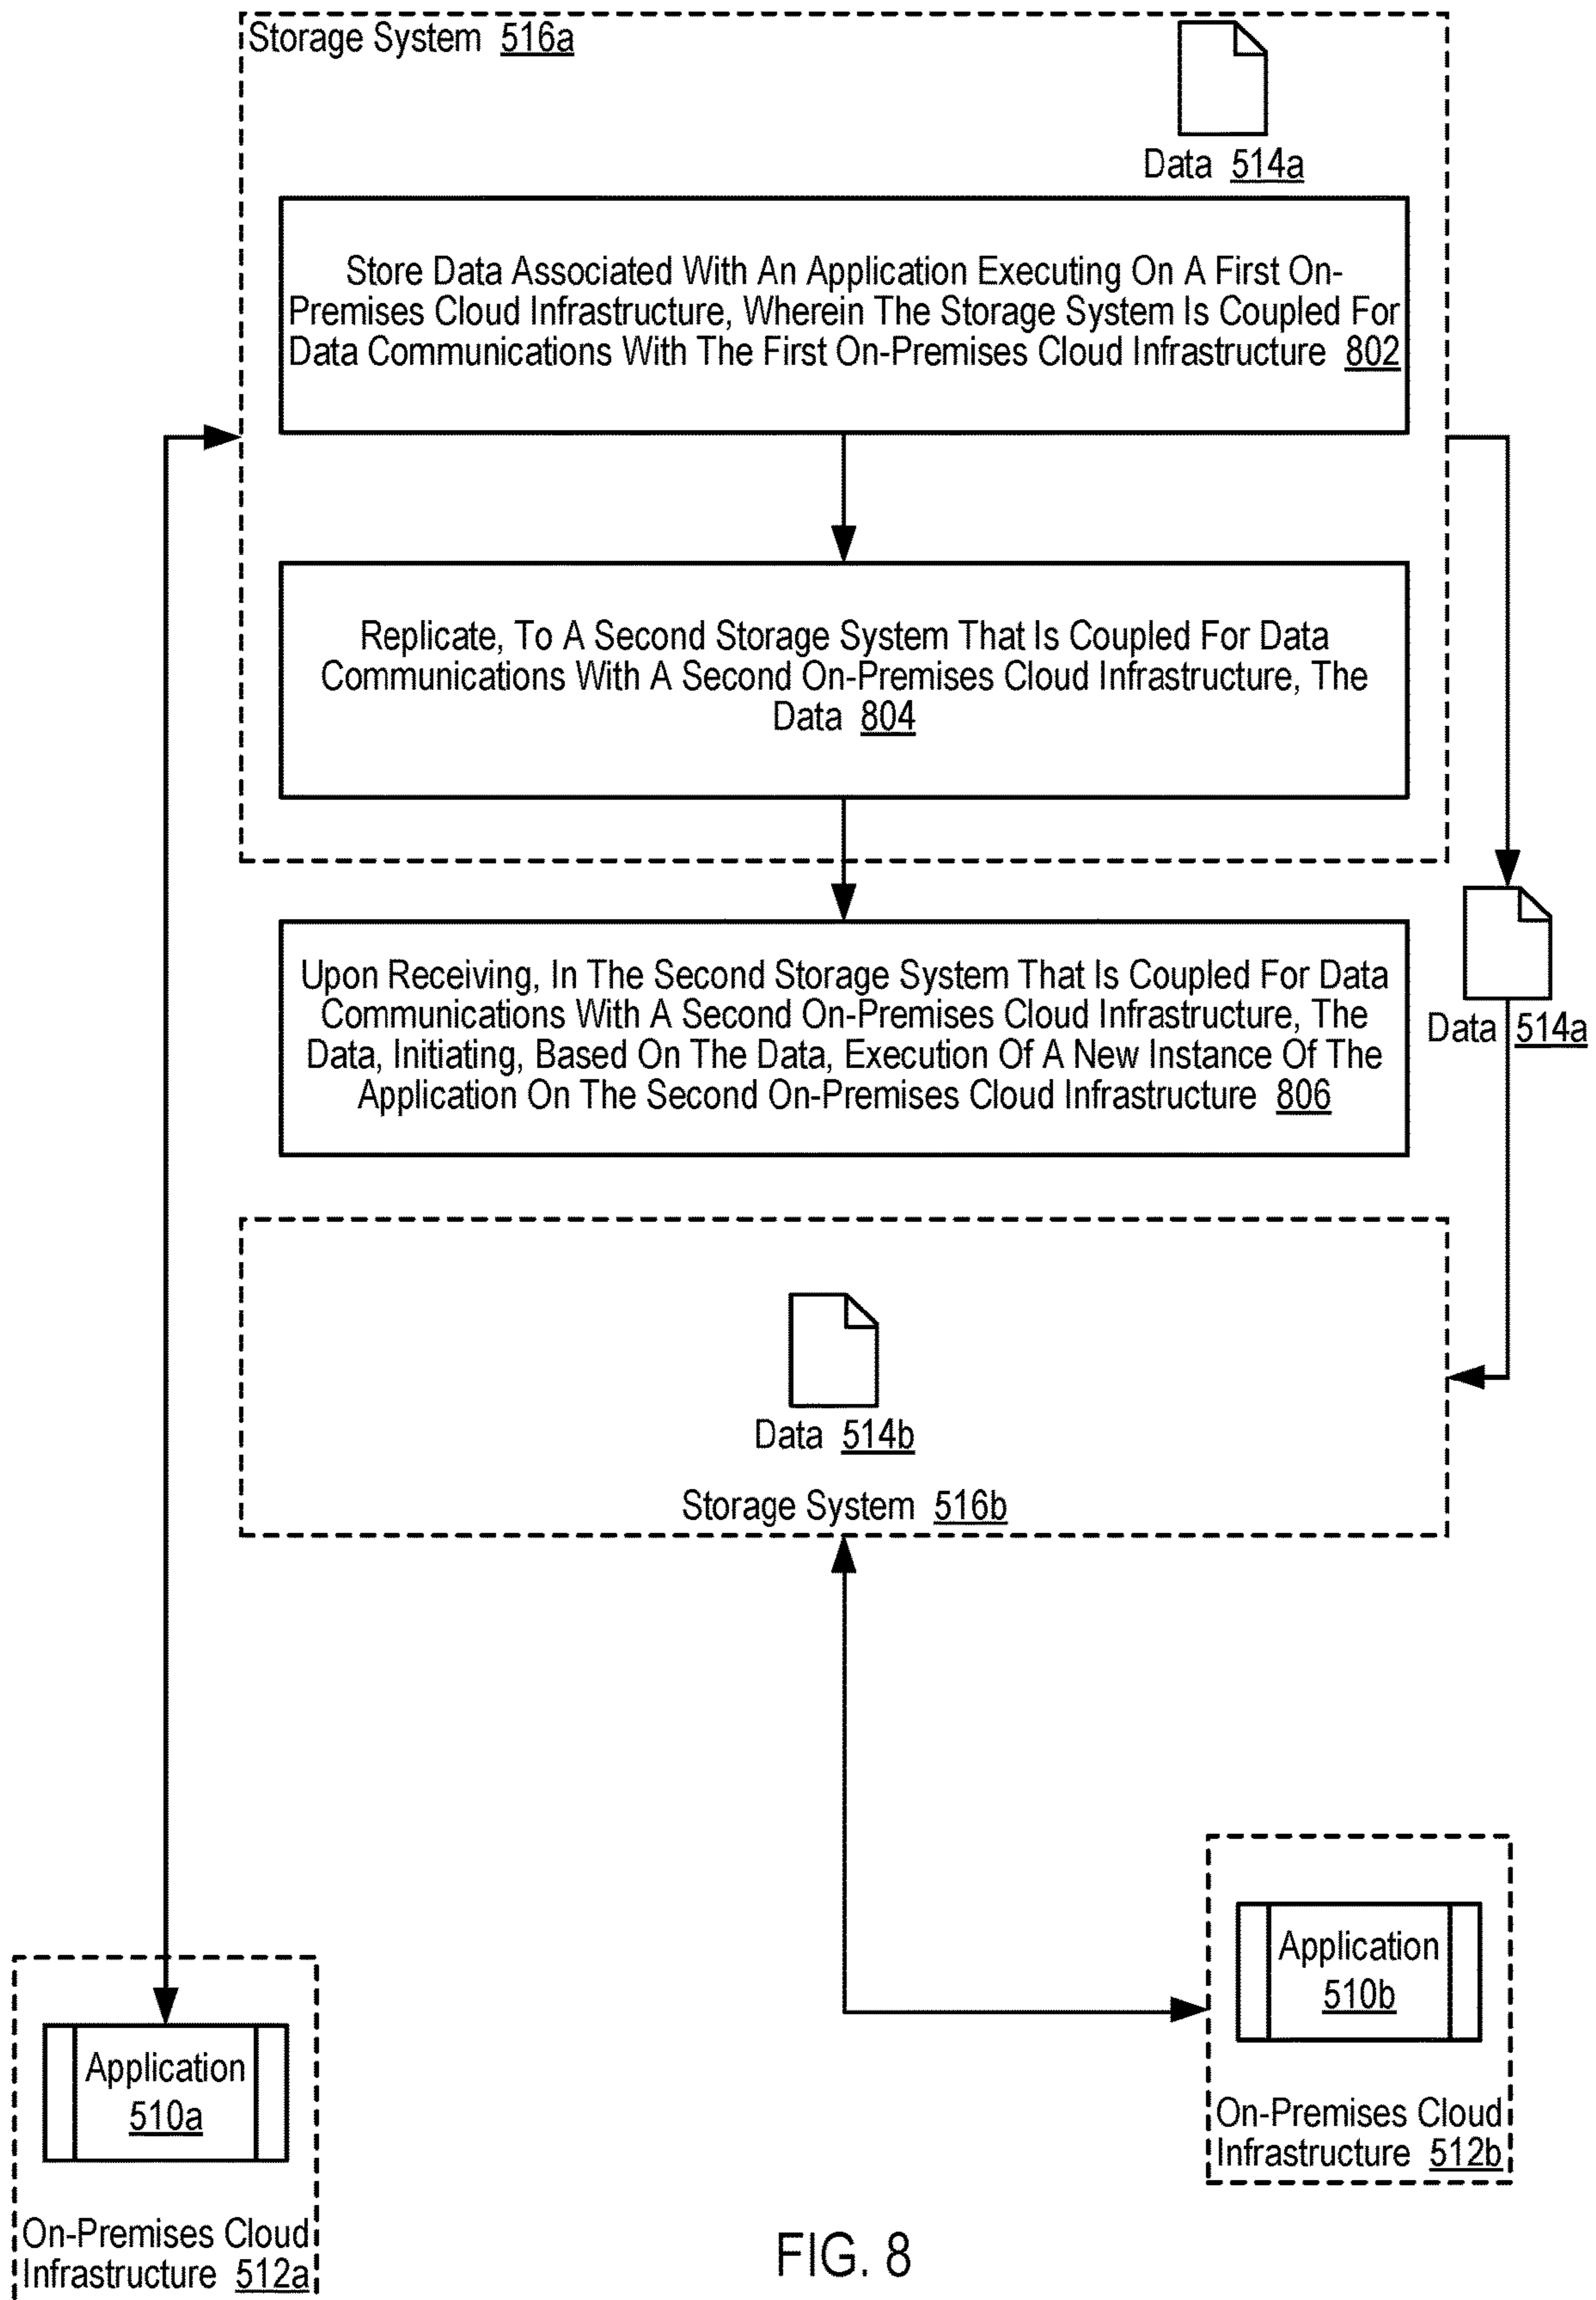 Storage System 516a
Data 514a
Store Data Associated With An Application Executing On A First On-
Premises Cloud Infrastructure, Wherein The Storage System Is Coupled For
Data Communications With The First On-Premises Cloud Infrastructure 802
Replicate, To A Second Storage System That Is Coupled For Data
Communications With A Second On-Premises Cloud Infrastructure, The
Data 804
Upon Receiving, In The Second Storage System That Is Coupled For Data
Communications With A Second On-Premises Cloud Infrastructure, The
Data, Initiating, Based On The Data, Execution Of A New Instance Of The
Application On The Second On-Premises Cloud Infrastructure 806
Data 514a
Data 514b
Storage System 516b
Application
510b
On-Premises Cloud
Infrastructure 512b
Application
510a
On-Premises Cloud
Infrastructure 512a
FIG. 8